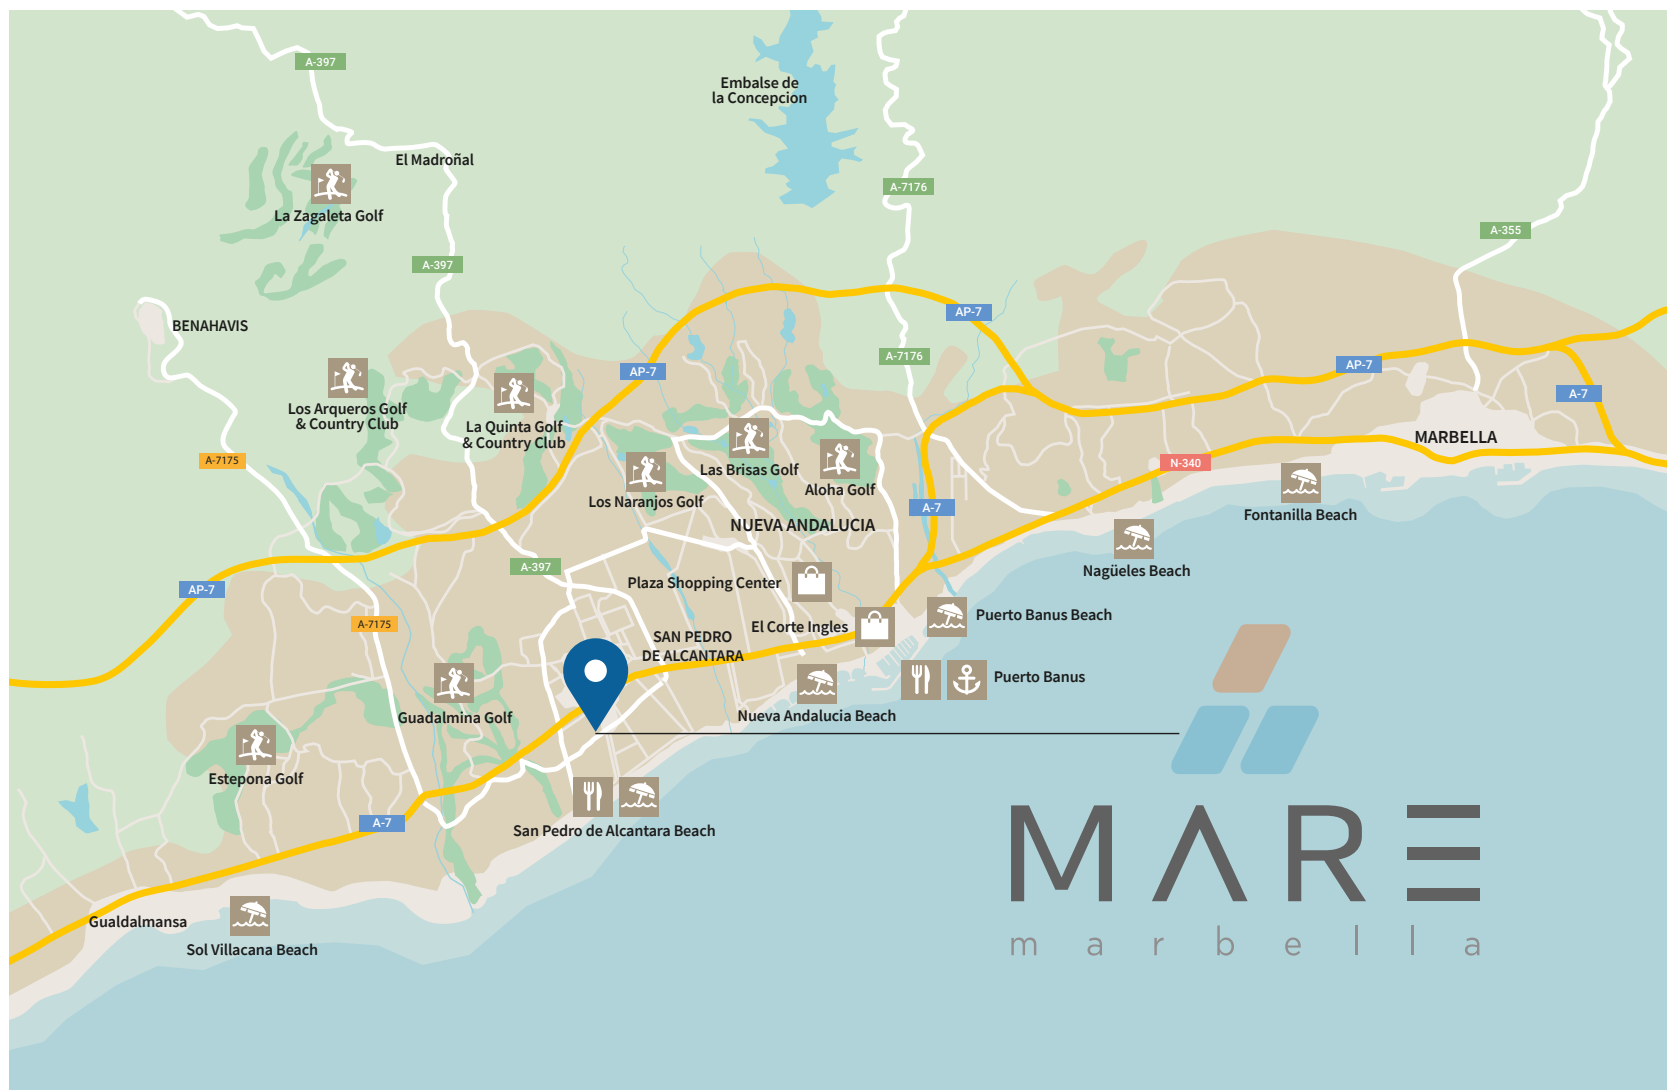 A-397
Embalse de
la Concepcion
El Madroñal
A-7176
La Zagaleta Golf
A-355
A-397
AP-7
BENAHAVIS
A-7176
AP-7
AP-7
A-7
Los Arqueros Golf
& Country Club
La Quinta Golf
& Country Club
MARBELLA
A-7175
N-340
Las Brisas Golf
Aloha Golf
Los Naranjos Golf
A-7
Fontanilla Beach
NUEVA ANDALUCIA
A-397
Nagüeles Beach
Plaza Shopping Center
AP-7
A-7175
El Corte Ingles
Puerto Banus Beach
SAN PEDRO
DE ALCANTARA
Puerto Banus
Guadalmina Golf
Nueva Andalucia Beach
Estepona Golf
A-7
San Pedro de Alcantara Beach
MARE
marbella
Gualdalmansa
Sol Villacana Beach